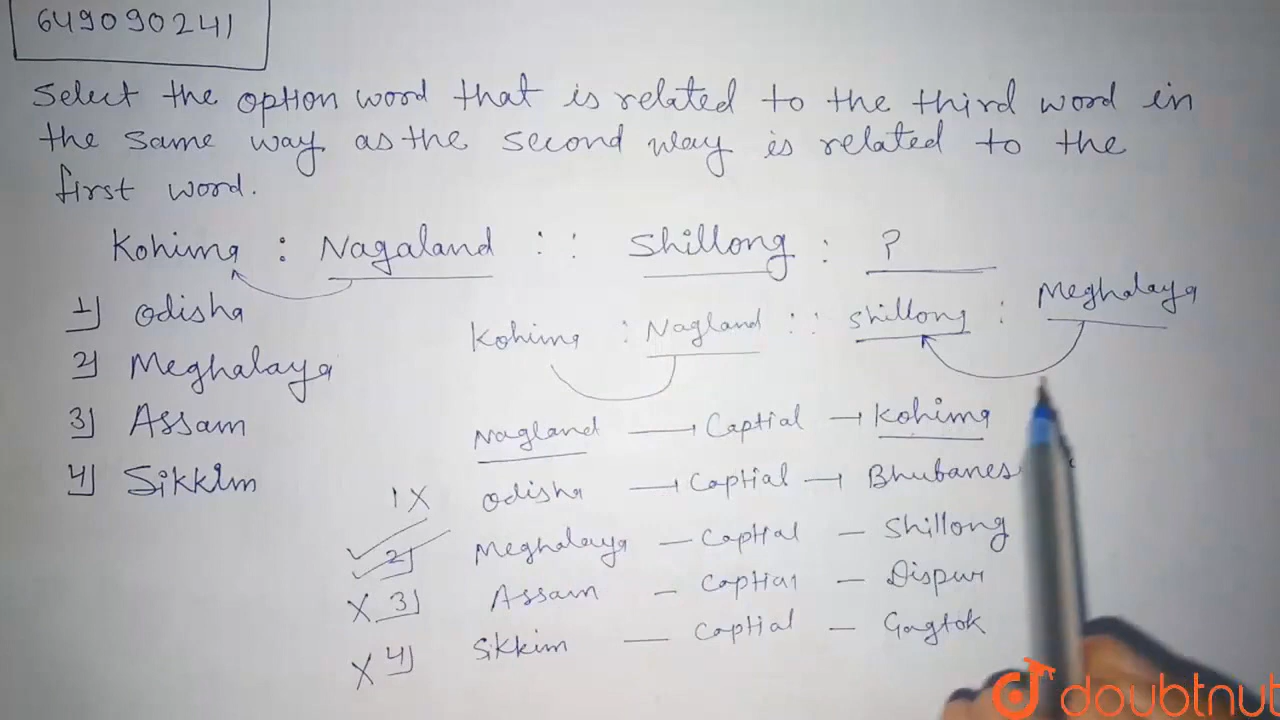 649090241
Select the option word that is related to the third word in
the same way as the second way is related to the
first word.
Kohima : Nagaland :: Shillong : ?
1) Odisha
2) Meghalaya
3) Assam
4) Sikkim
Kohima : Nagland :: Shillong : Meghalaya
Nagland → Captial → Kohima
1 X Odisha → Captial → Bhubanes
2) Meghalaya – Captial – Shillong
X 3) Assam – Captial – Dispur
X 4) Sikkim – Captial – Gagtok
doubtnut